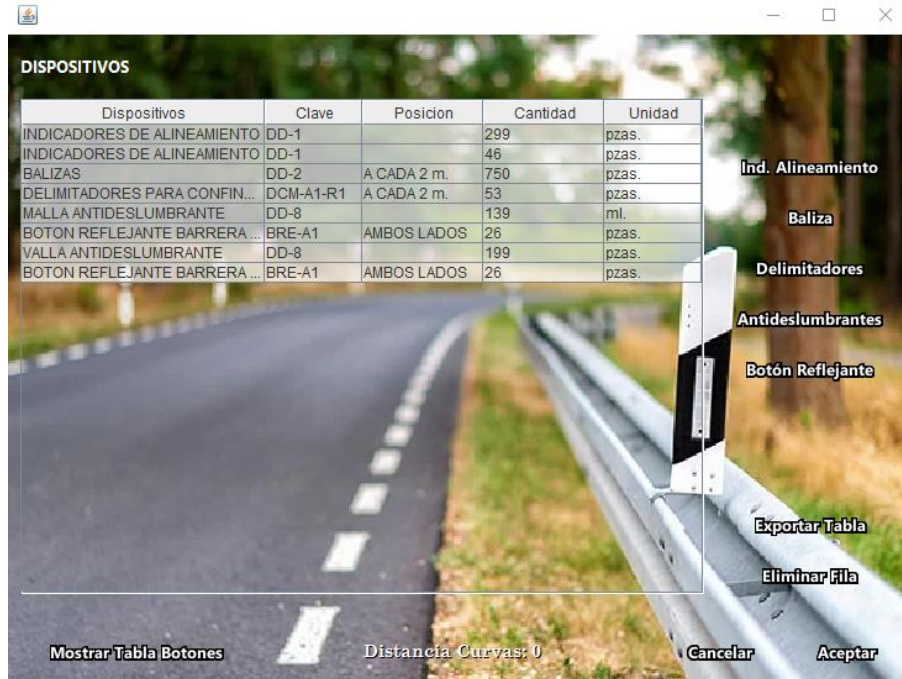 DISPOSITIVOS
Dispositivos Clave Posicion Cantidad Unidad
INDICADORES DE ALINEAMIENTO DD-1 299 pzas.
INDICADORES DE ALINEAMIENTO DD-1 46 pzas.
BALIZAS DD-2 A CADA 2 m. 750 pzas.
DELIMITADORES PARA CONFIN... DCM-A1-R1 A CADA 2 m. 53 pzas.
MALLA ANTIDESLUMBRANTE DD-8 139 ml.
BOTON REFLEJANTE BARRERA ... BRE-A1 AMBOS LADOS 26 pzas.
VALLA ANTIDESLUMBRANTE DD-8 199 pzas.
BOTON REFLEJANTE BARRERA ... BRE-A1 AMBOS LADOS 26 pzas.
Ind. Alineamiento
Baliza
Delimitadores
Antideslumbrantes
Botón Reflejante
Exportar Tabla
Eliminar Fila
Mostrar Tabla Botones Distancia Curvas: 0 Cancelar Aceptar